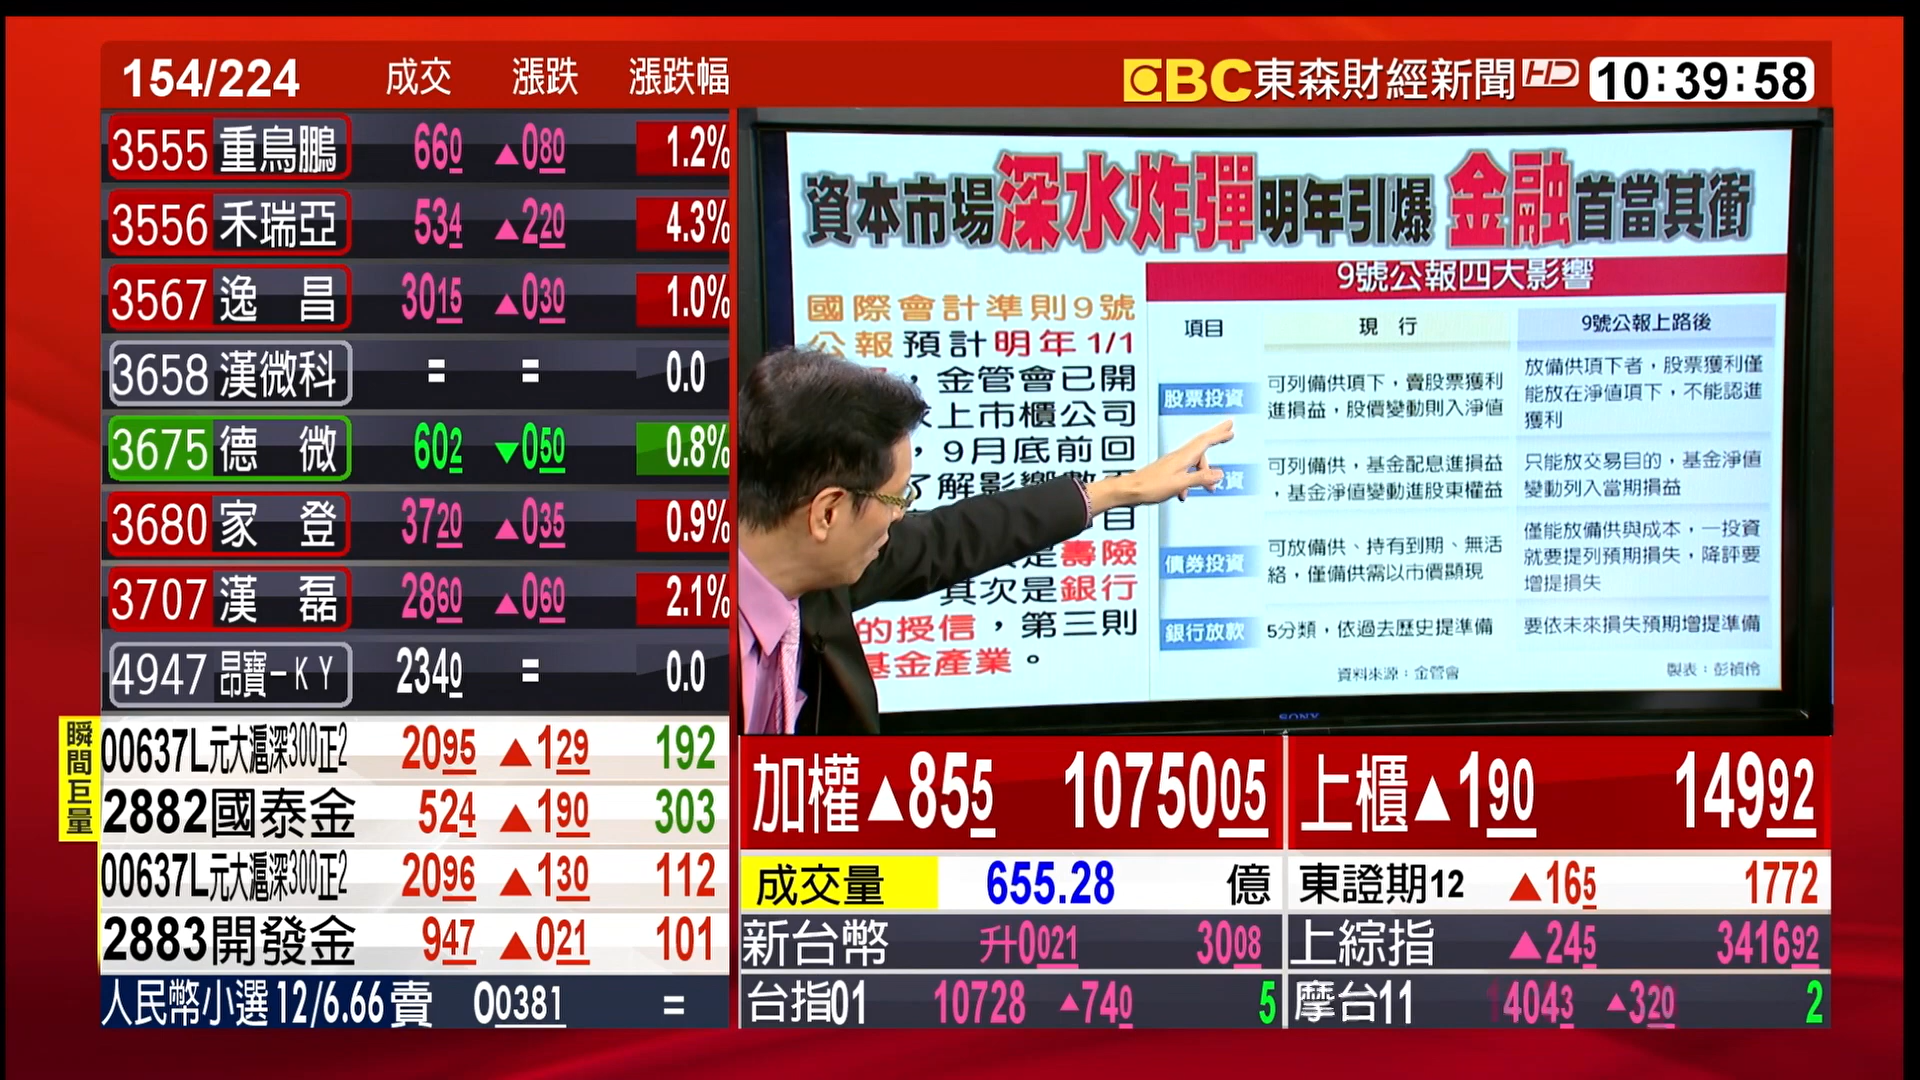 154/224 成交 漲跌 漲跌幅
EBC東森財經新聞 HD 10:39:58
3555 重鳥鵬 660 ▲080 1.2%
3556 禾瑞亞 534 ▲220 4.3%
3567 逸 昌 3015 ▲030 1.0%
3658 漢微科 = = 0.0
3675 德 微 602 ▼050 0.8%
3680 家 登 3720 ▲035 0.9%
3707 漢 磊 2860 ▲060 2.1%
4947 昂寶-KY 2340 = 0.0
瞬間巨量
00637L元大滬深300正2 2095 ▲129 192
2882國泰金 524 ▲190 303
00637L元大滬深300正2 2096 ▲130 112
2883開發金 947 ▲021 101
人民幣小選12/6.66賣 00381 =
資本市場深水炸彈明年引爆 金融首當其衝
國際會計準則9號
公報預計明年1/1
,金管會已開
上市櫃公司
,9月底前回
了解影響數
目
是壽險
其次是銀行
的授信,第三則
基金產業。
9號公報四大影響
項目 現 行 9號公報上路後
股票投資 可列備供項下,賣股票獲利
進損益,股價變動則入淨值
放備供項下者,股票獲利僅
能放在淨值項下,不能認進
獲利
資 可列備供,基金配息進損益
,基金淨值變動進股東權益
只能放交易目的,基金淨值
變動列入當期損益
債券投資 可放備供、持有到期、無活
絡,僅備供需以市價顯現
僅能放備供與成本,一投資
就要提列預期損失,降評要
增提損失
銀行放款 5分類,依過去歷史提準備 要依未來損失預期增提準備
資料來源:金管會 製表:彭禎伶
SONY
加權▲855 1075005
上櫃▲190 14992
成交量 655.28 億
東證期12 ▲165 1772
新台幣 升0021 3008
上綜指 ▲245 341692
台指01 10728 ▲740 5
摩台11 4043 ▲320 2